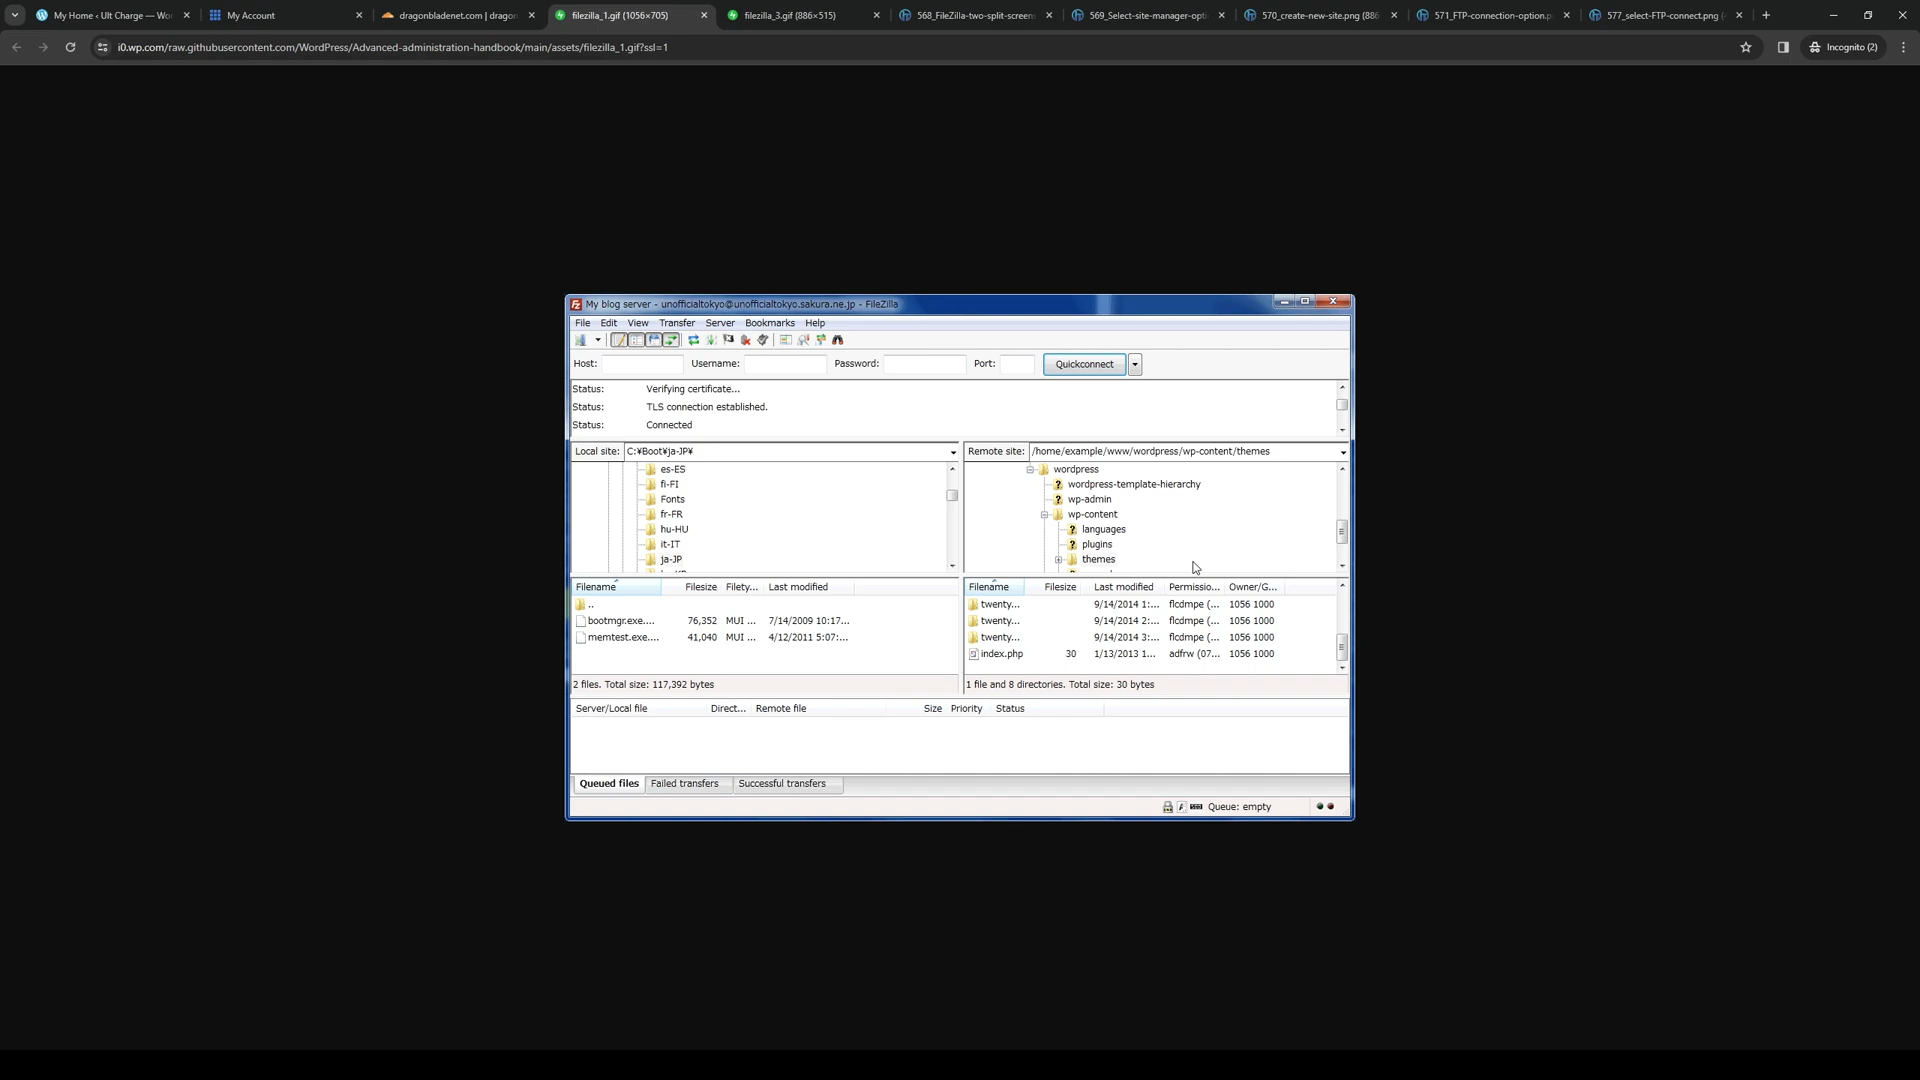 My Home ‹ Ult Charge — Wo
My Account
dragonbladenet.com | dragon
filezilla_1.gif (1056×705)
filezilla_3.gif (886×515)
568_FileZilla-two-split-screens
569_Select-site-manager-opti
570_create-new-site.png (886
571_FTP-connection-option.p
577_select-FTP-connect.png (
i0.wp.com/raw.githubusercontent.com/WordPress/Advanced-administration-handbook/main/assets/filezilla_1.gif?ssl=1
Incognito (2)
My blog server - unofficialtokyo@unofficialtokyo.sakura.ne.jp - FileZilla
File Edit View Transfer Server Bookmarks Help
Host: Username: Password: Port: Quickconnect
Status: Verifying certificate...
Status: TLS connection established.
Status: Connected
Local site: C:¥Boot¥ja-JP¥
es-ES
fi-FI
Fonts
fr-FR
hu-HU
it-IT
ja-JP
Remote site: /home/example/www/wordpress/wp-content/themes
wordpress
wordpress-template-hierarchy
wp-admin
wp-content
languages
plugins
themes
Filename Filesize Filety... Last modified
..
bootmgr.exe.... 76,352 MUI ... 7/14/2009 10:17...
memtest.exe.... 41,040 MUI ... 4/12/2011 5:07:...
2 files. Total size: 117,392 bytes
Filename Filesize Last modified Permissio... Owner/G...
twenty... 9/14/2014 1:... flcdmpe (... 1056 1000
twenty... 9/14/2014 2:... flcdmpe (... 1056 1000
twenty... 9/14/2014 3:... flcdmpe (... 1056 1000
index.php 30 1/13/2013 1... adfrw (07... 1056 1000
1 file and 8 directories. Total size: 30 bytes
Server/Local file Direct... Remote file Size Priority Status
Queued files Failed transfers Successful transfers
Queue: empty